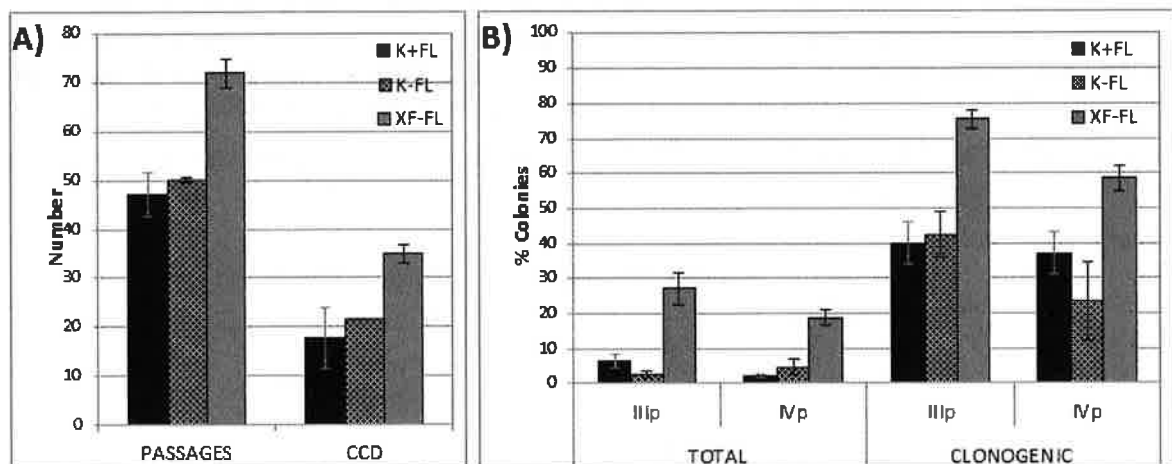 A)
K+FL
K-FL
XF-FL
Number
80
70
60
50
40
30
20
10
0
PASSAGES CCD
B)
K+FL
K-FL
XF-FL
% Colonies
100
90
80
70
60
50
40
30
20
10
0
IIIp IVp IIIp IVp
TOTAL CLONOGENIC